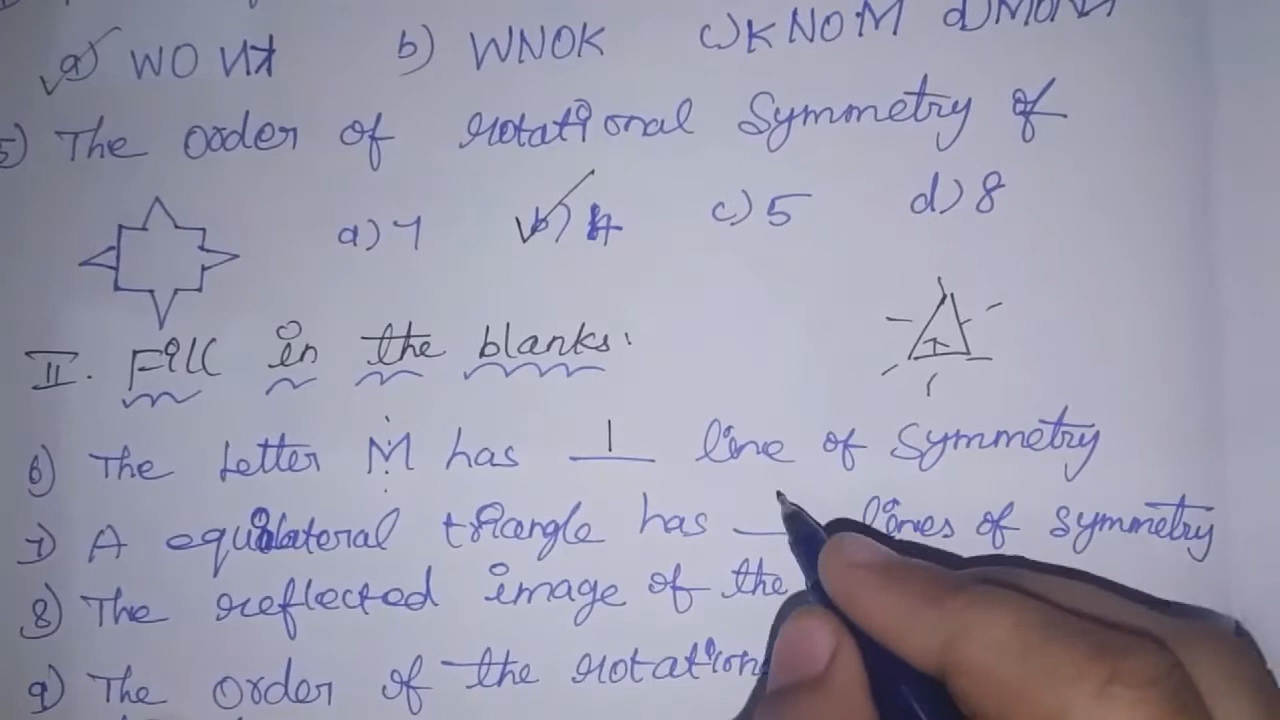 a) WO
b) WNOK c) KNOM
5) The order of rotational Symmetry of
a) 7 b) 4 c) 5 d) 8
II. Fill in the blanks:
6) The Letter M has 1 line of Symmetry
7) A equilateral triangle has __ lines of symmetry
8) The reflected image of the
9) The order of the rotation